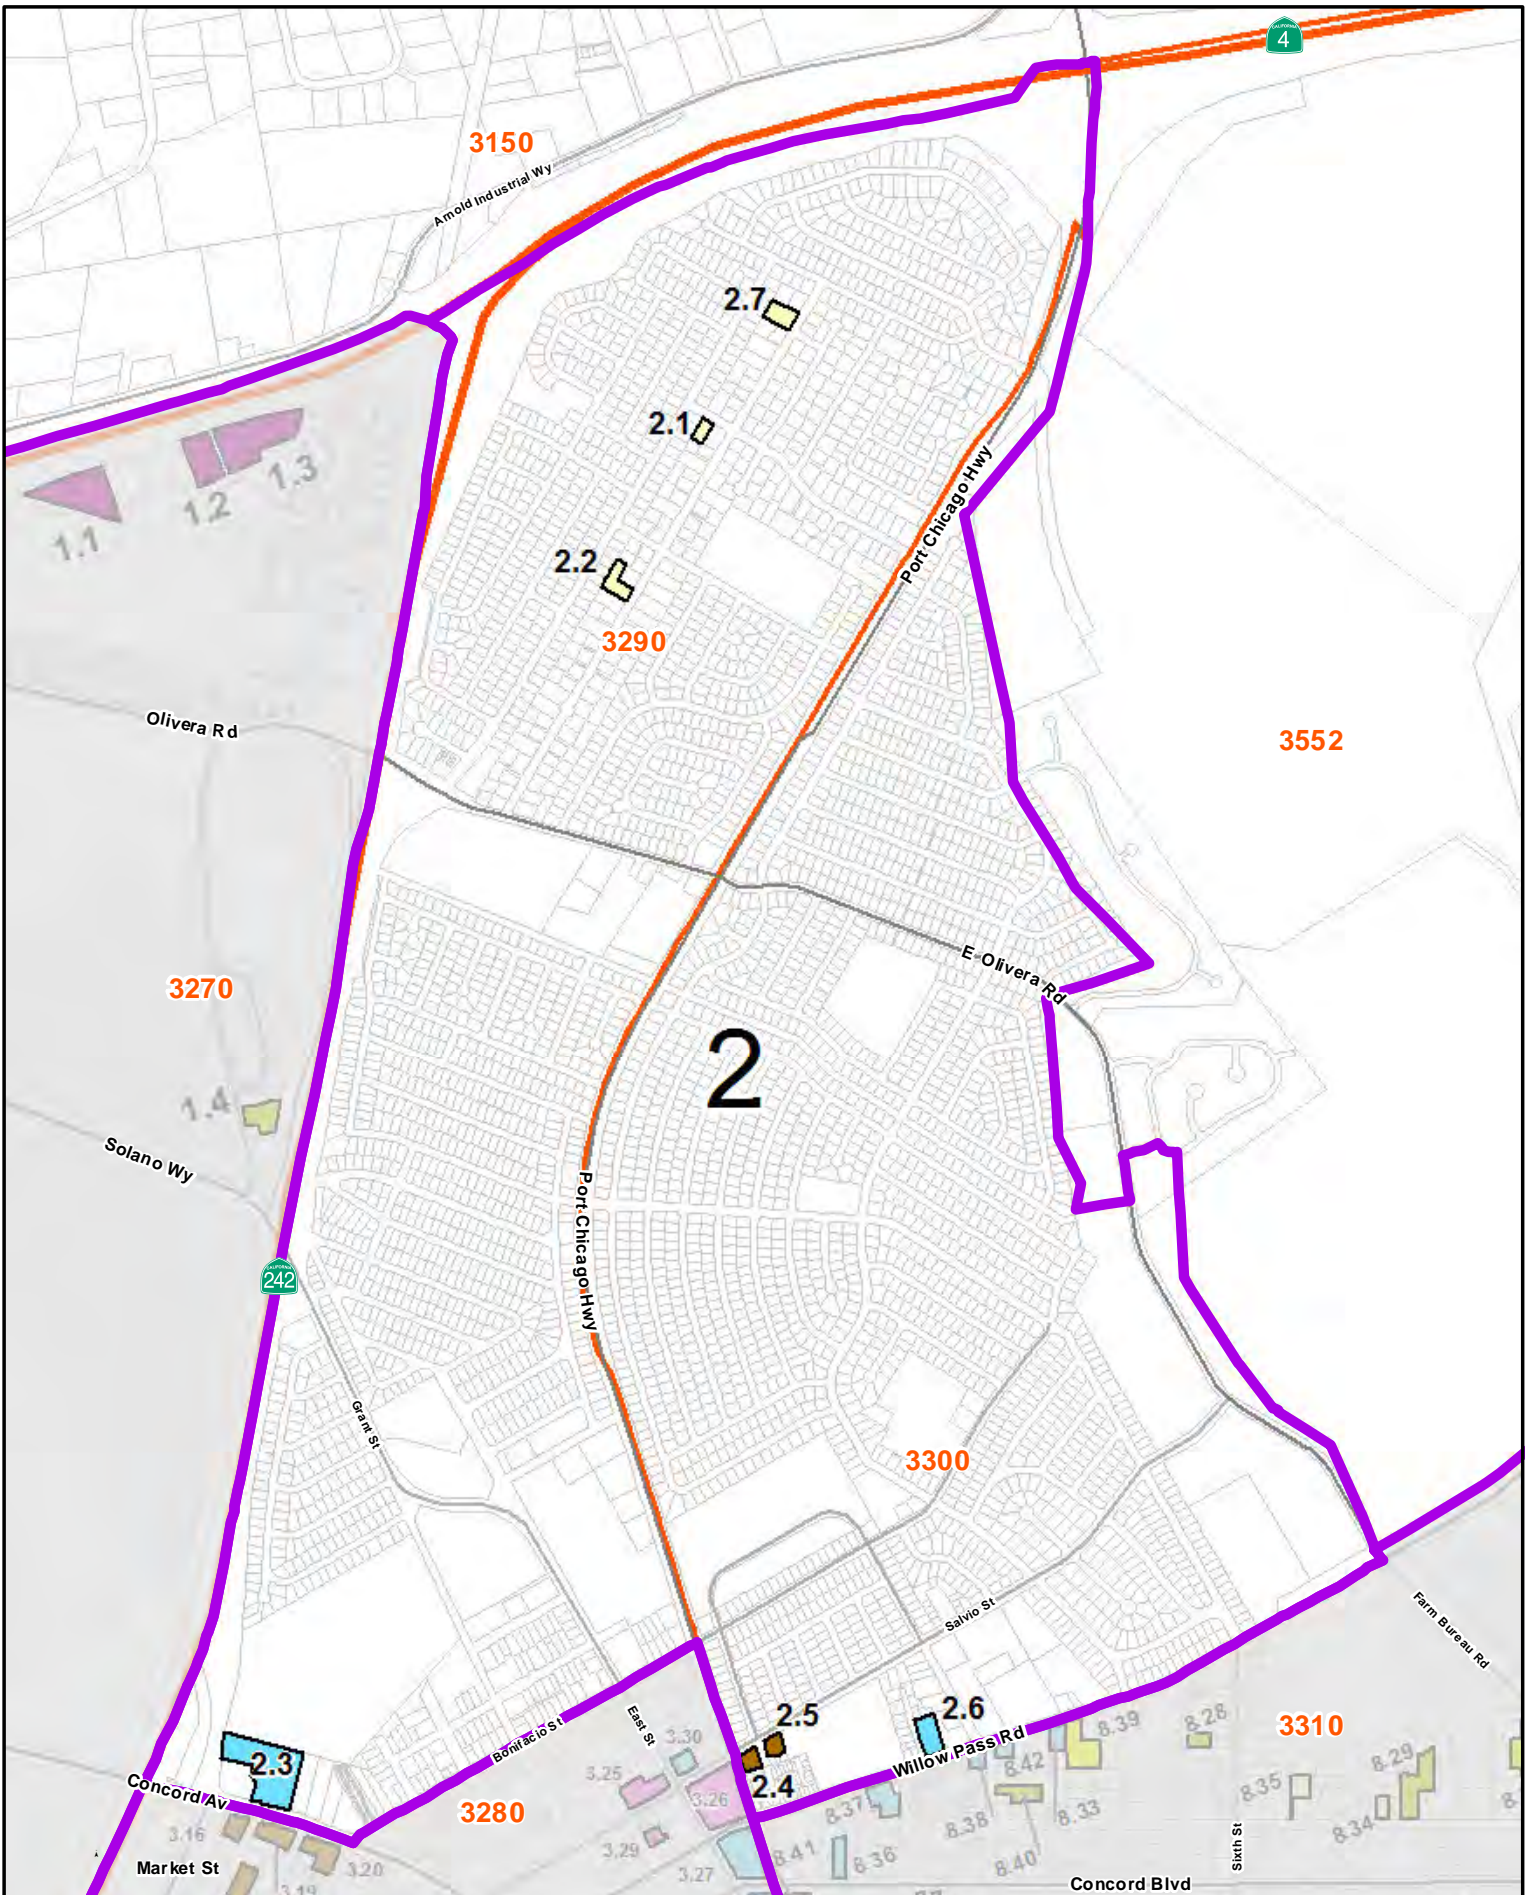 CALIFORNIA
4
3150
Arnold Industrial Wy
2.7
2.1
1.3
1.2
1.1
Port Chicago Hwy
2.2
3290
Olivera Rd
3552
E Olivera Rd
3270
2
1.4
Solano Wy
Port Chicago Hwy
CALIFORNIA
242
Grant St
3300
Salvio St
Farm Bureau Rd
2.5
2.6
East St
Bonifacio St
3.30
8.39
8.28
3310
Willow Pass Rd
2.3
2.4
8.42
8.29
3.25
3.26
Concord Av
3280
8.37
8.38
8.33
8.35
8.34
3.16
3.29
Market St
3.20
3.27
8.41
8.36
8.40
Sixth St
3.19
Concord Blvd